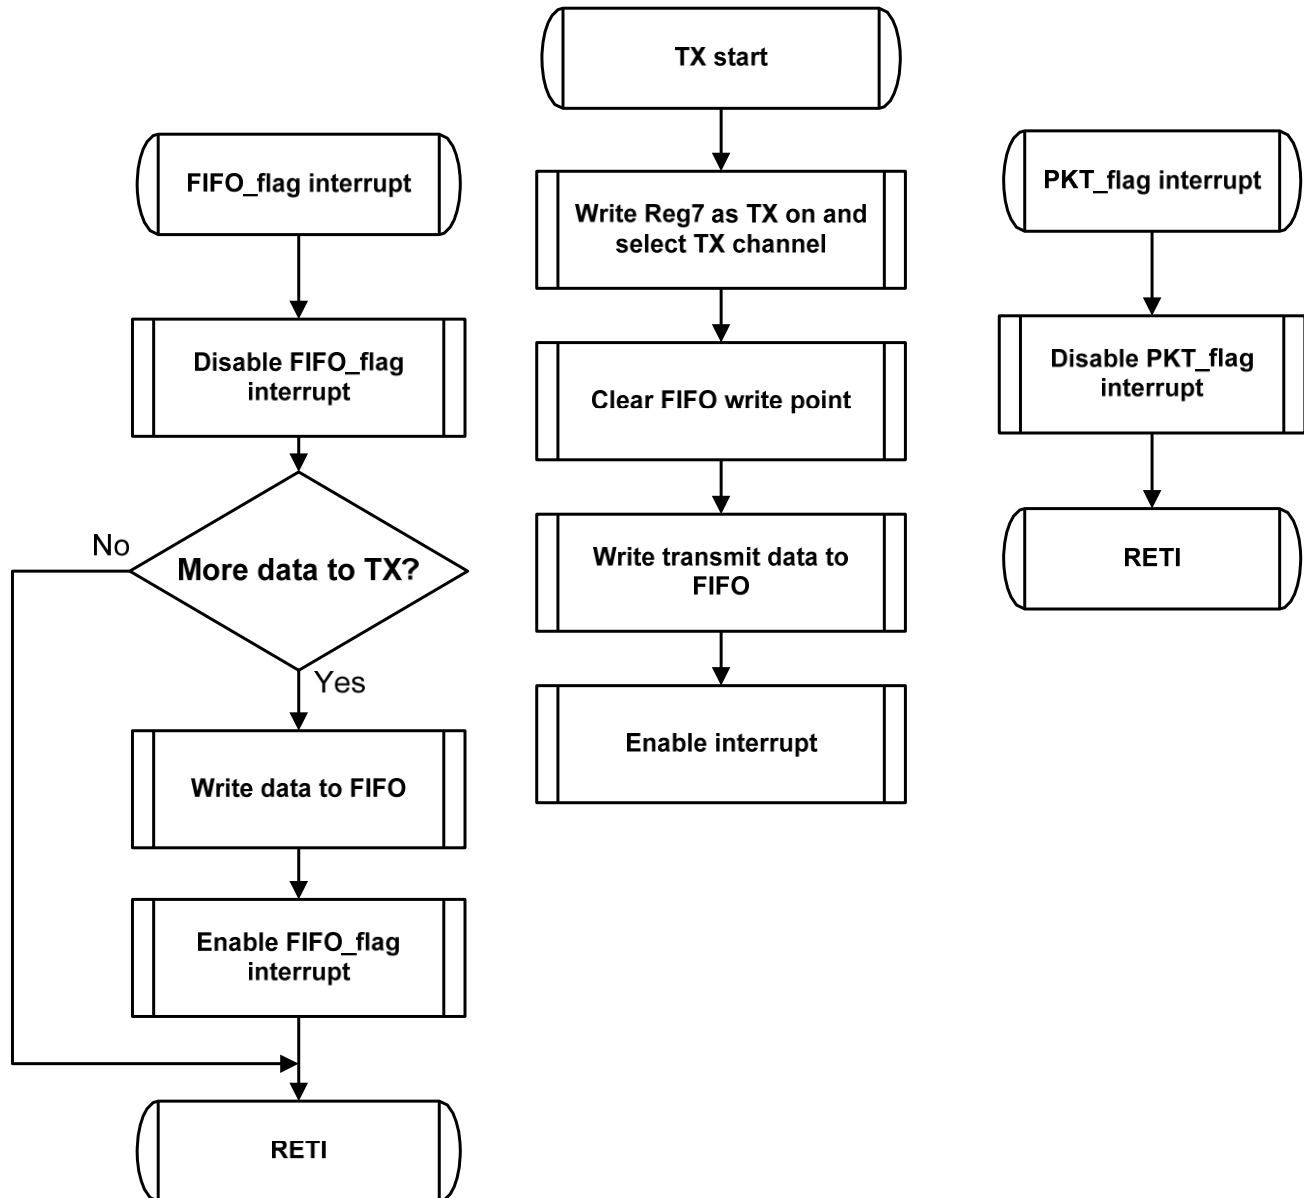 FIFO_flag interrupt
Disable FIFO_flag
interrupt
More data to TX?
No
Yes
Write data to FIFO
Enable FIFO_flag
interrupt
RETI
TX start
Write Reg7 as TX on and
select TX channel
Clear FIFO write point
Write transmit data to
FIFO
Enable interrupt
PKT_flag interrupt
Disable PKT_flag
interrupt
RETI